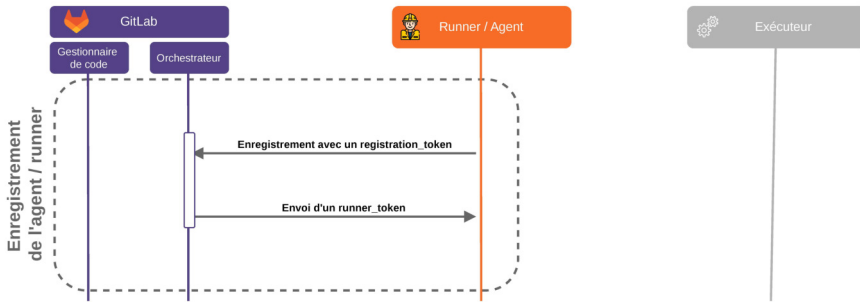 GitLab
Runner / Agent
Exécuteur
Gestionnaire
de code
Orchestrateur
Enregistrement
de l'agent / runner
Enregistrement avec un registration_token
Envoi d'un runner_token